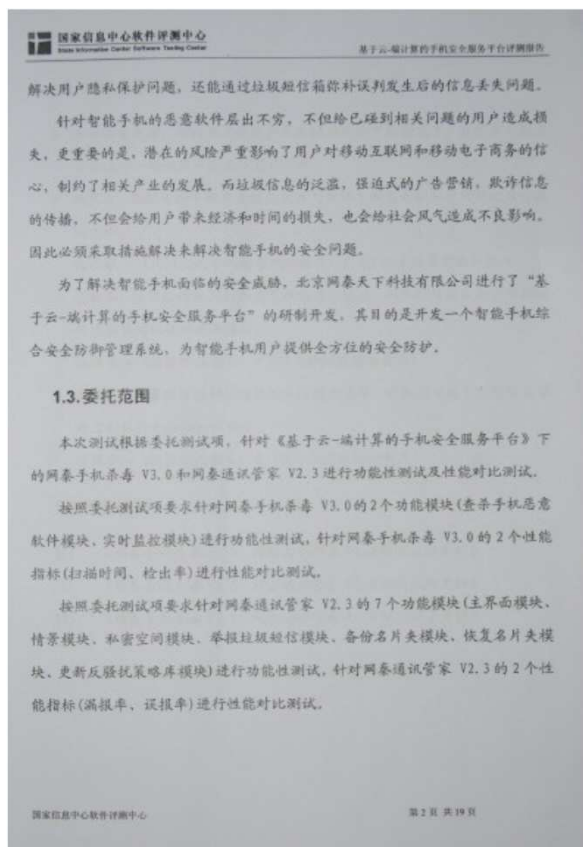 国家信息中心软件评测中心
State Information Center Software Testing Center
基于云-端计算的手机安全服务平台评测报告
解决用户隐私保护问题，还能通过垃圾短信箱弥补误判发生后的信息丢失问题。
针对智能手机的恶意软件层出不穷，不但给已碰到相关问题的用户造成损
失，更重要的是，潜在的风险严重影响了用户对移动互联网和移动电子商务的信
心，制约了相关产业的发展。而垃圾信息的泛滥，强迫式的广告营销，欺诈信息
的传播，不但会给用户带来经济和时间的损失，也会给社会风气造成不良影响。
因此必须采取措施解决来解决智能手机的安全问题。
为了解决智能手机面临的安全威胁，北京网秦天下科技有限公司进行了“基
于云-端计算的手机安全服务平台”的研制开发，其目的是开发一个智能手机综
合安全防御管理系统，为智能手机用户提供全方位的安全防护。
1.3.委托范围
本次测试根据委托测试项，针对《基于云-端计算的手机安全服务平台》下
的网秦手机杀毒 V3.0 和网秦通讯管家 V2.3 进行功能性测试及性能对比测试。
按照委托测试项要求针对网秦手机杀毒 V3.0的2个功能模块(查杀手机恶意
软件模块、实时监控模块)进行功能性测试，针对网秦手机杀毒 V3.0 的 2 个性能
指标(扫描时间、检出率)进行性能对比测试。
按照委托测试项要求针对网秦通讯管家 V2.3 的 7 个功能模块(主界面模块、
情景模块、私密空间模块、举报垃圾短信模块、备份名片夹模块、恢复名片夹模
块、更新反骚扰策略库模块)进行功能性测试，针对网秦通讯管家 V2.3 的 2 个性
能指标(漏报率、误报率)进行性能对比测试。
国家信息中心软件评测中心
第 2 页 共 19 页